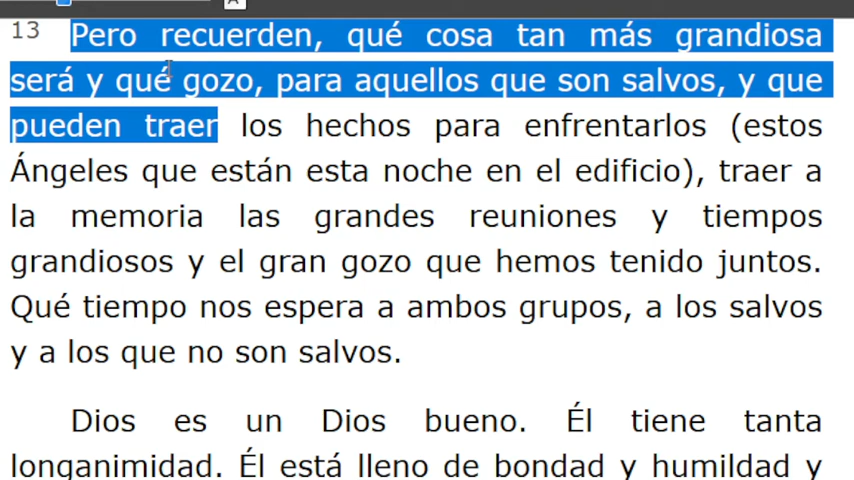 13 Pero recuerden, qué cosa tan más grandiosa
será y qué gozo, para aquellos que son salvos, y que
pueden traer los hechos para enfrentarlos (estos
Ángeles que están esta noche en el edificio), traer a
la memoria las grandes reuniones y tiempos
grandiosos y el gran gozo que hemos tenido juntos.
Qué tiempo nos espera a ambos grupos, a los salvos
y a los que no son salvos.
Dios es un Dios bueno. Él tiene tanta
longanimidad. Él está lleno de bondad y humildad y